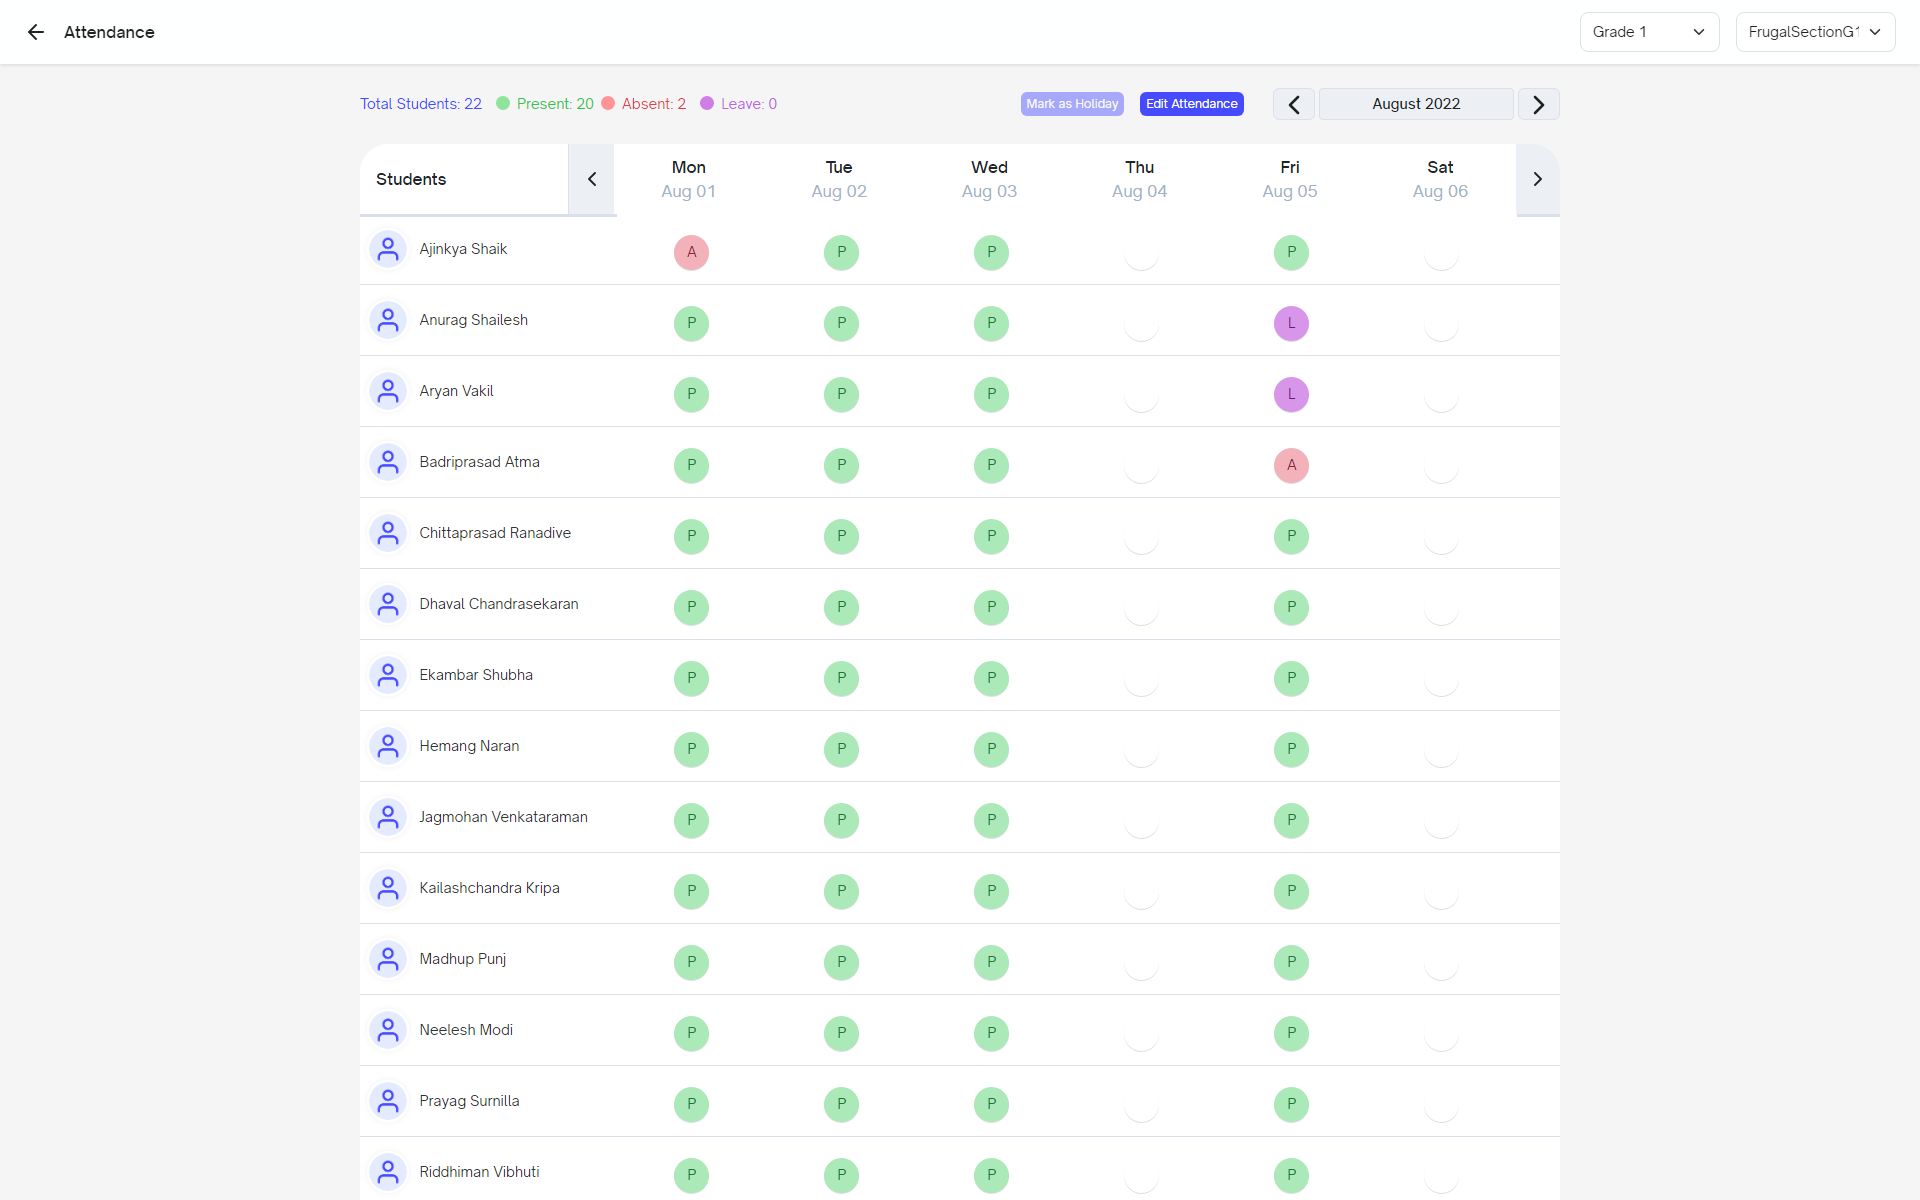 Attendance
Grade 1
FrugalSectionG1
Total Students: 22 Present: 20 Absent: 2 Leave: 0
Mark as Holiday
Edit Attendance
August 2022
Students
Mon Tue Wed Thu Fri Sat
Aug 01 Aug 02 Aug 03 Aug 04 Aug 05 Aug 06
Ajinkya Shaik A P P P
Anurag Shailesh P P P L
Aryan Vakil P P P L
Badriprasad Atma P P P A
Chittaprasad Ranadive P P P P
Dhaval Chandrasekaran P P P P
Ekambar Shubha P P P P
Hemang Naran P P P P
Jagmohan Venkataraman P P P P
Kailashchandra Kripa P P P P
Madhup Punj P P P P
Neelesh Modi P P P P
Prayag Surnilla P P P P
Riddhiman Vibhuti P P P P